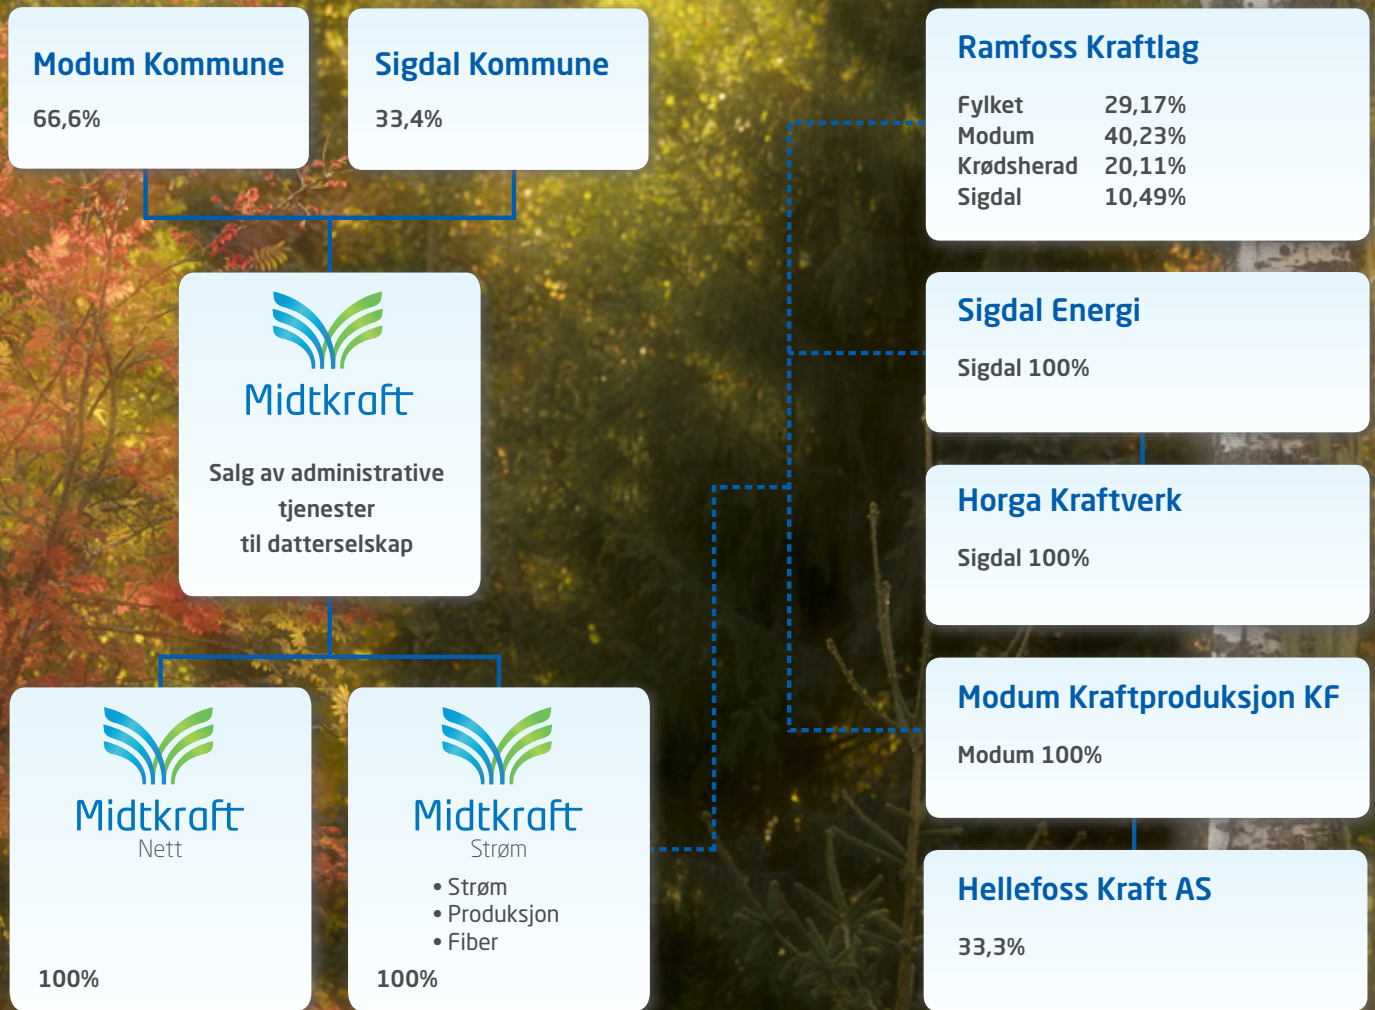 Modum Kommune
66,6%
Sigdal Kommune
33,4%
Midtkraft
Salg av administrative
tjenester
til datterselskap
Midtkraft
Nett
100%
Midtkraft
Strøm
• Strøm
• Produksjon
• Fiber
100%
Ramfoss Kraftlag
Fylket 29,17%
Modum 40,23%
Krødsherad 20,11%
Sigdal 10,49%
Sigdal Energi
Sigdal 100%
Horga Kraftverk
Sigdal 100%
Modum Kraftproduksjon KF
Modum 100%
Hellefoss Kraft AS
33,3%